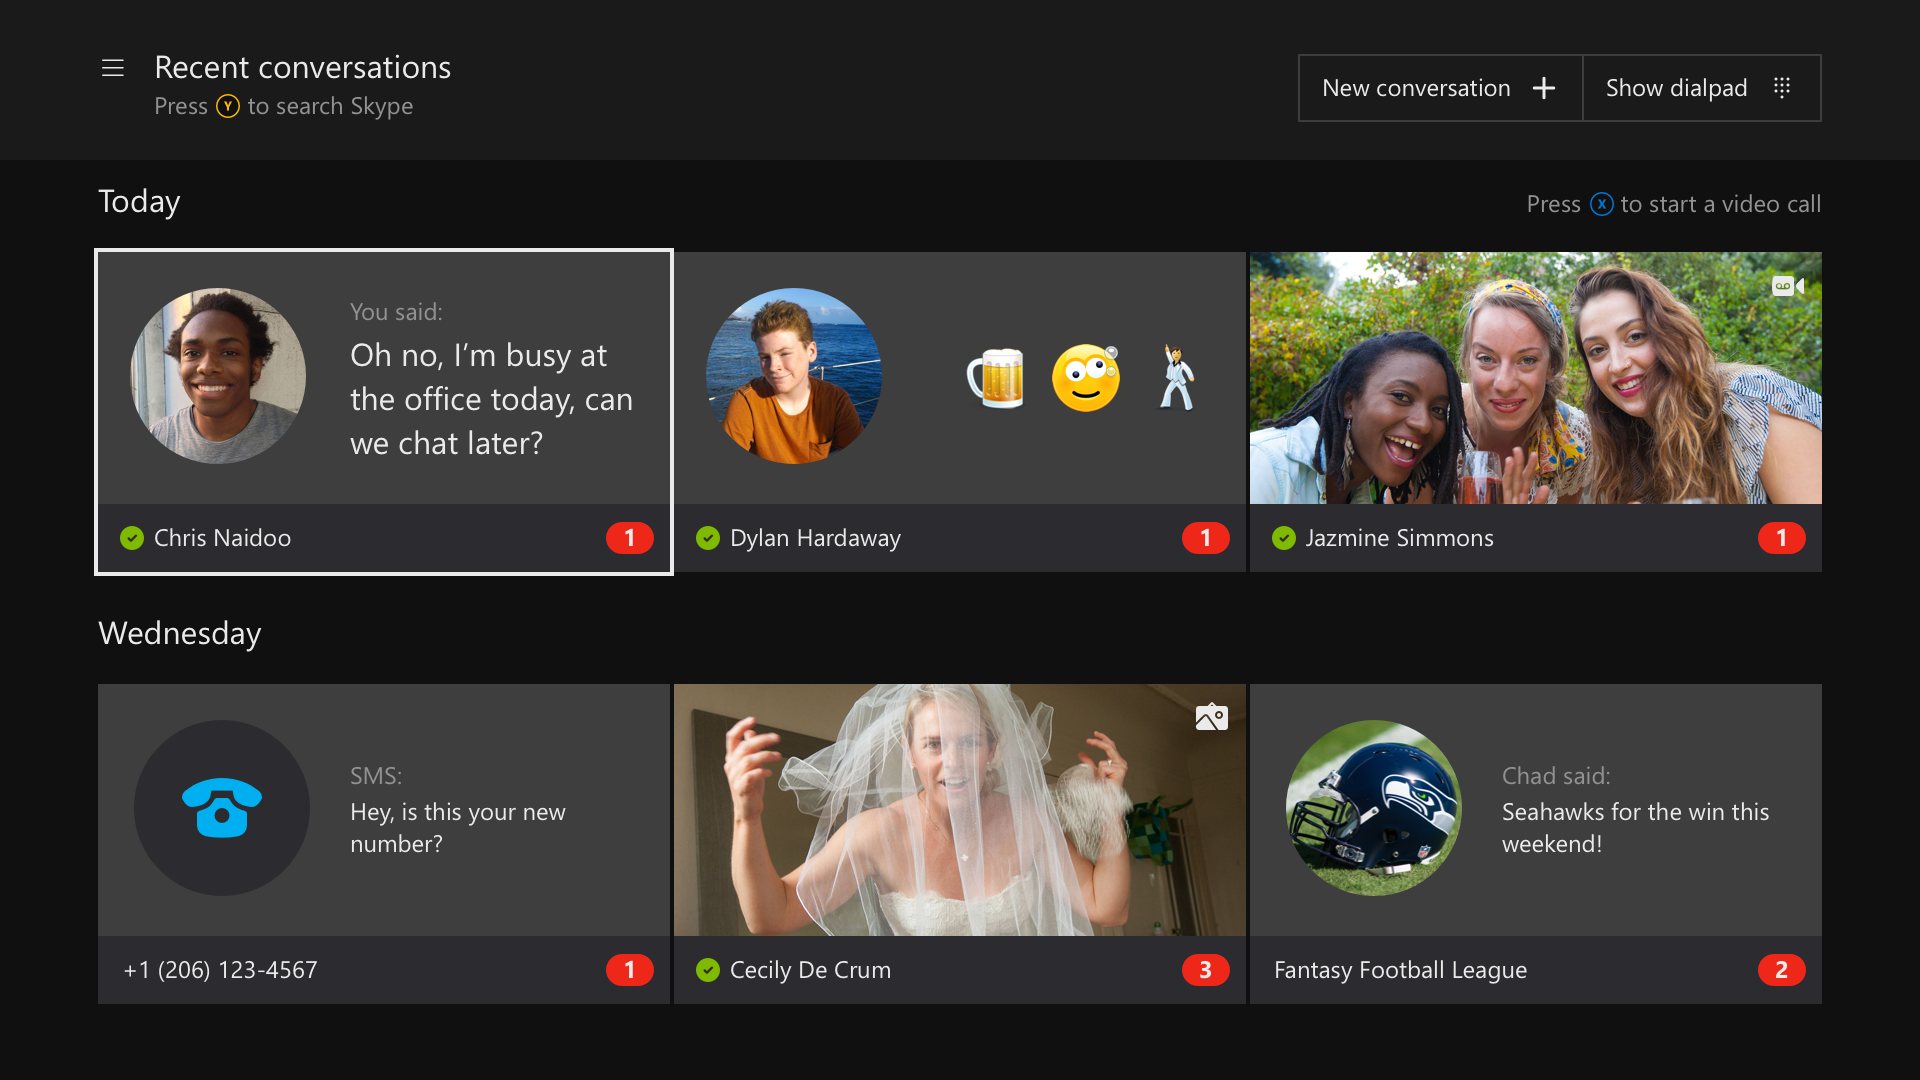 Recent conversations
Press Y to search Skype
New conversation
Show dialpad
Today
Press X to start a video call
You said:
Oh no, I’m busy at
the office today, can
we chat later?
Chris Naidoo
1
Dylan Hardaway
1
Jazmine Simmons
1
Wednesday
SMS:
Hey, is this your new
number?
+1 (206) 123-4567
1
Cecily De Crum
3
Chad said:
Seahawks for the win this
weekend!
Fantasy Football League
2